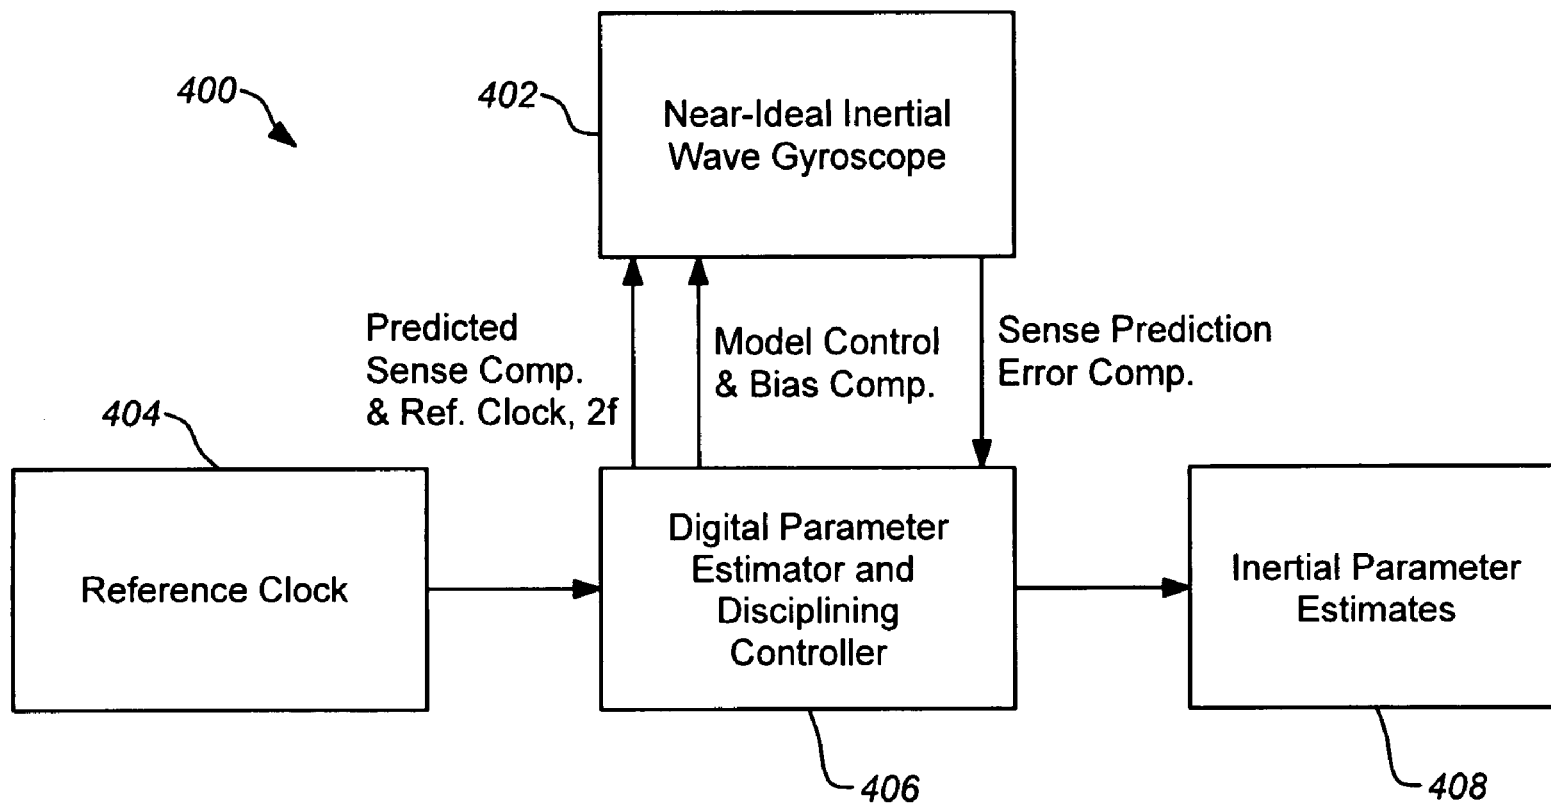 400
402
Near-Ideal Inertial
Wave Gyroscope
Predicted
Sense Comp.
& Ref. Clock, 2f
Model Control
& Bias Comp.
Sense Prediction
Error Comp.
404
Reference Clock
Digital Parameter
Estimator and
Disciplining
Controller
Inertial Parameter
Estimates
406
408